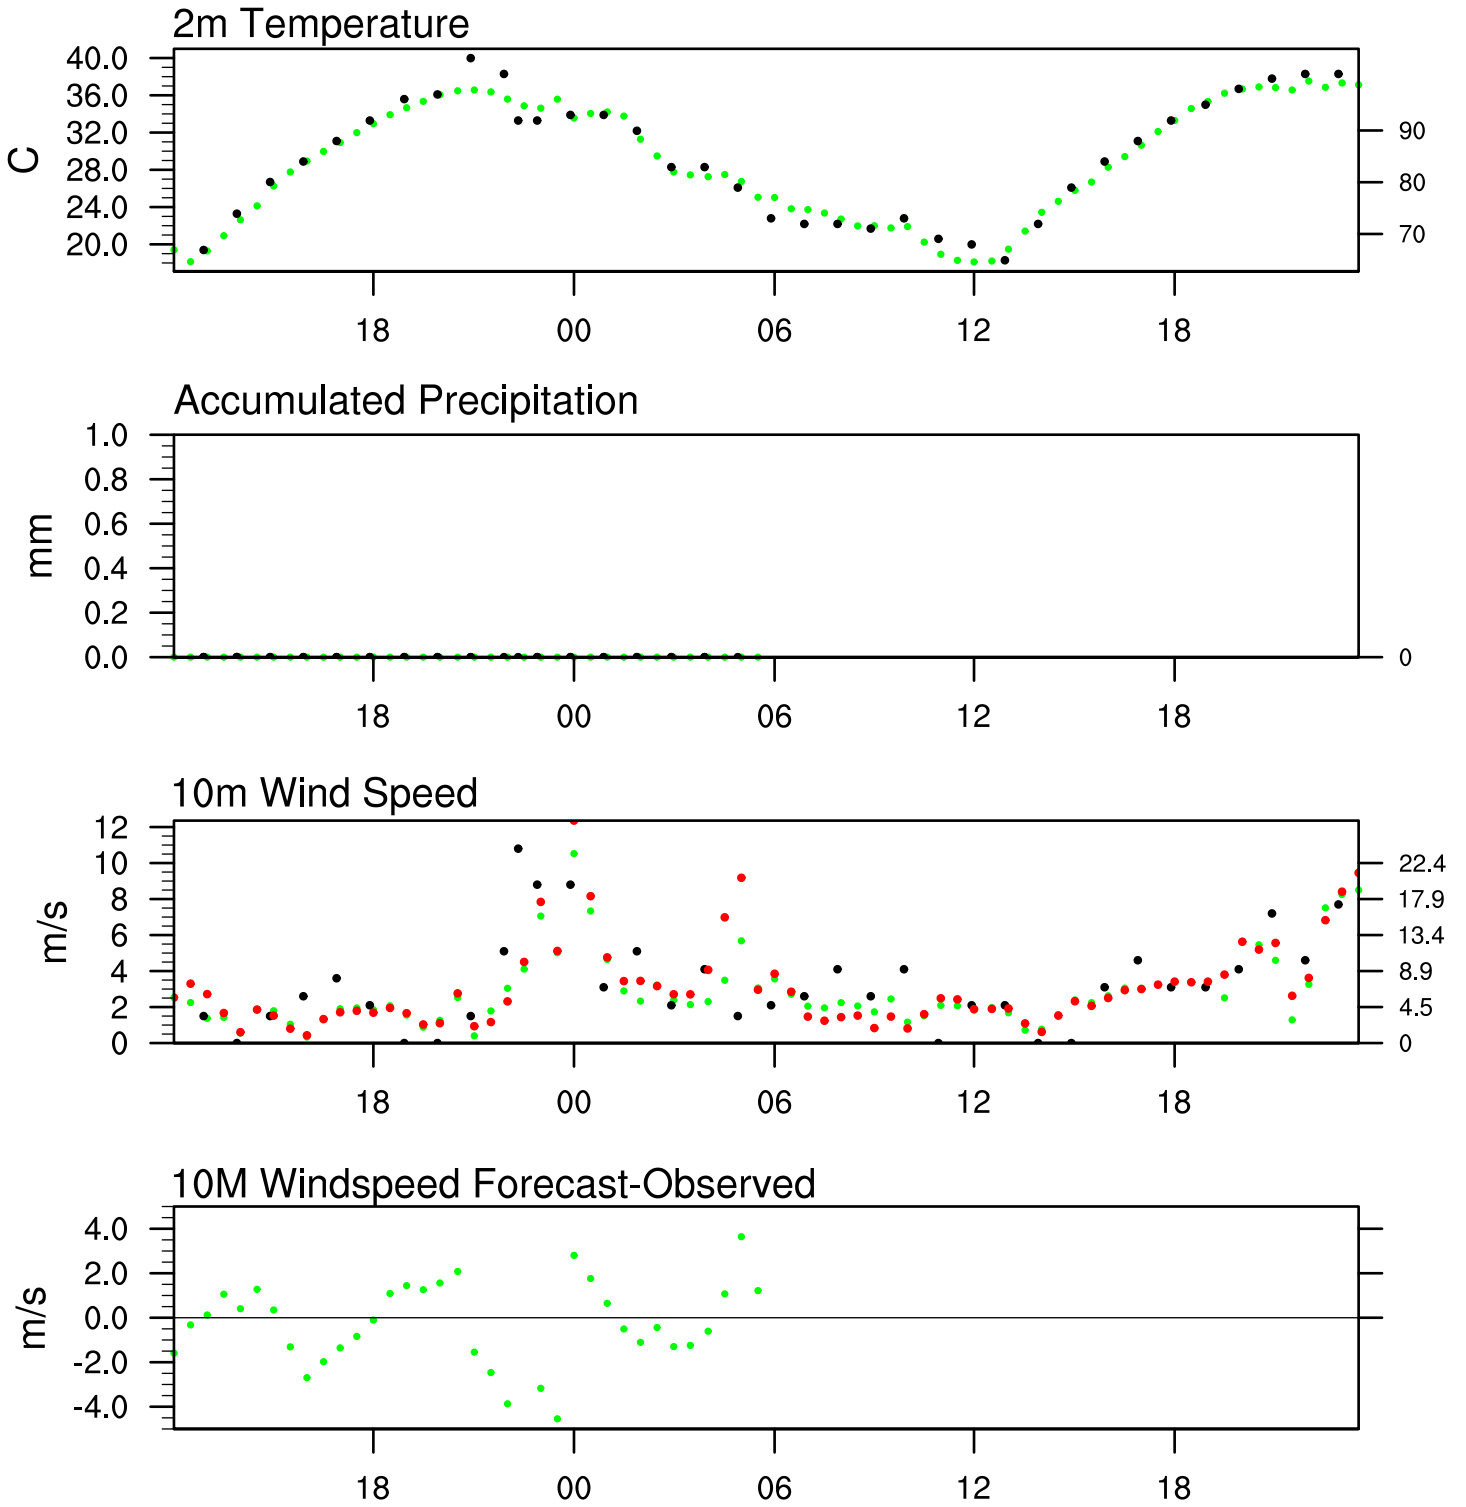 2m Temperature
40.0
36.0
32.0
28.0
24.0
20.0
C
90
80
70
18 00 06 12 18
Accumulated Precipitation
1.0
0.8
0.6
0.4
0.2
0.0
mm
0
18 00 06 12 18
10m Wind Speed
12
10
8
6
4
2
0
m/s
22.4
17.9
13.4
8.9
4.5
0
18 00 06 12 18
10M Windspeed Forecast-Observed
4.0
2.0
0.0
-2.0
-4.0
m/s
18 00 06 12 18